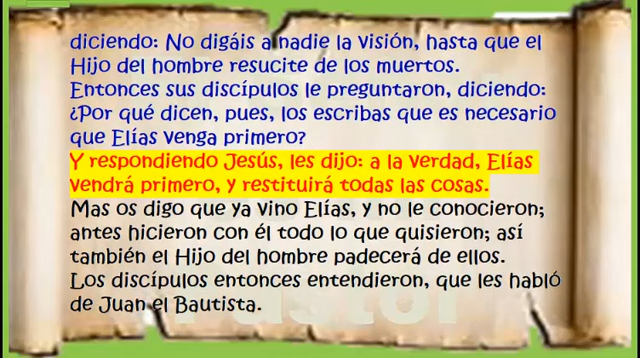 diciendo: No digáis a nadie la visión, hasta que el
Hijo del hombre resucite de los muertos.
Entonces sus discípulos le preguntaron, diciendo:
¿Por qué dicen, pues, los escribas que es necesario
que Elías venga primero?
Y respondiendo Jesús, les dijo: a la verdad, Elías
vendrá primero, y restituirá todas las cosas.
Mas os digo que ya vino Elías, y no le conocieron;
antes hicieron con él todo lo que quisieron; así
también el Hijo del hombre padecerá de ellos.
Los discípulos entonces entendieron, que les habló
de Juan el Bautista.
Pastor